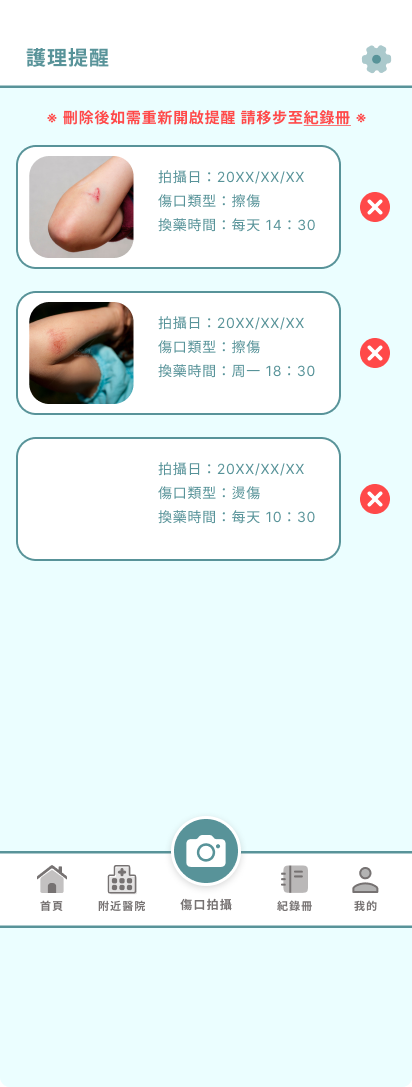 護理提醒
※ 刪除後如需重新開啟提醒 請移步至紀錄冊 ※
拍攝日：20XX/XX/XX
傷口類型：擦傷
換藥時間：每天 14：30
拍攝日：20XX/XX/XX
傷口類型：擦傷
換藥時間：周一 18：30
拍攝日：20XX/XX/XX
傷口類型：燙傷
換藥時間：每天 10：30
首頁
附近醫院
傷口拍攝
紀錄冊
我的